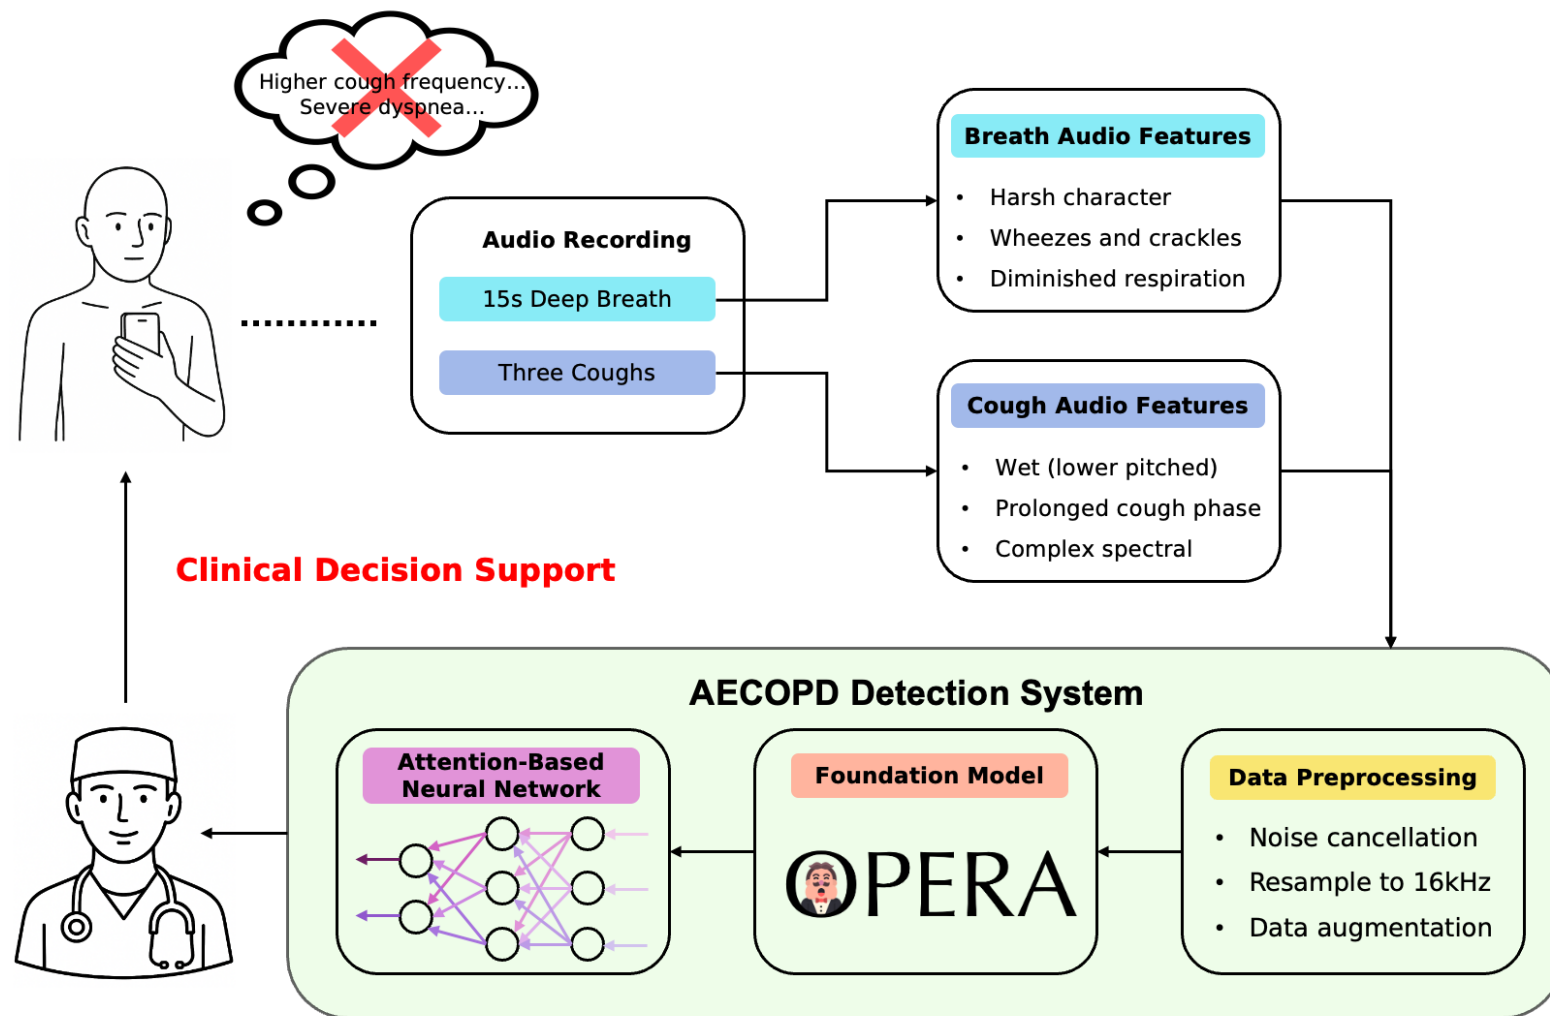 Higher cough frequency...
Severe dyspnea...
Audio Recording
15s Deep Breath
Three Coughs
Breath Audio Features
• Harsh character
• Wheezes and crackles
• Diminished respiration
Cough Audio Features
• Wet (lower pitched)
• Prolonged cough phase
• Complex spectral
Clinical Decision Support
AECOPD Detection System
Attention-Based
Neural Network
Foundation Model
OPERA
Data Preprocessing
• Noise cancellation
• Resample to 16kHz
• Data augmentation